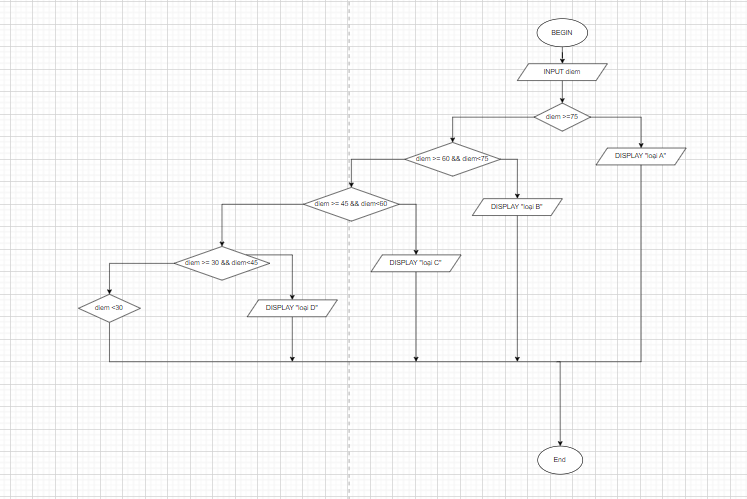 BEGIN
INPUT diem
diem >=75
DISPLAY "loại A"
diem >= 60 && diem<75
DISPLAY "loại B"
diem >= 45 && diem<60
DISPLAY "loại C"
diem >= 30 && diem<45
DISPLAY "loại D"
diem <30
End